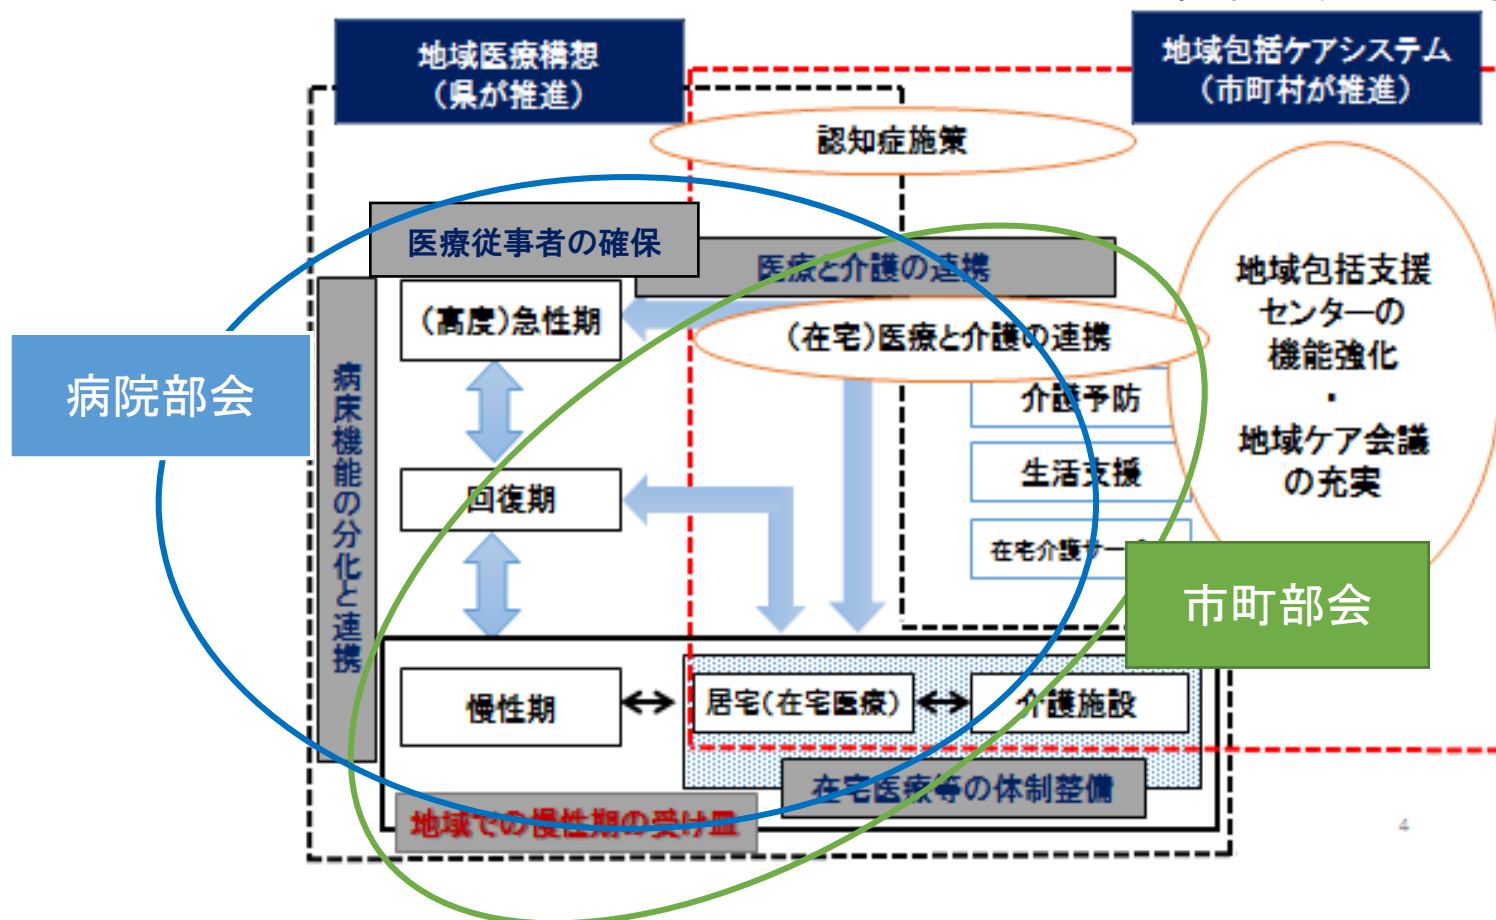 地域医療構想
（県が推進）
地域包括ケアシステム
（市町村が推進）
認知症施策
医療従事者の確保
医療と介護の連携
（高度）急性期
（在宅）医療と介護の連携
地域包括支援
センターの
機能強化
・
地域ケア会議
の充実
病院部会
病床機能の分化と連携
介護予防
生活支援
回復期
在宅介護サー
市町部会
慢性期
居宅（在宅医療）
介護施設
在宅医療等の体制整備
地域での慢性期の受け皿
4